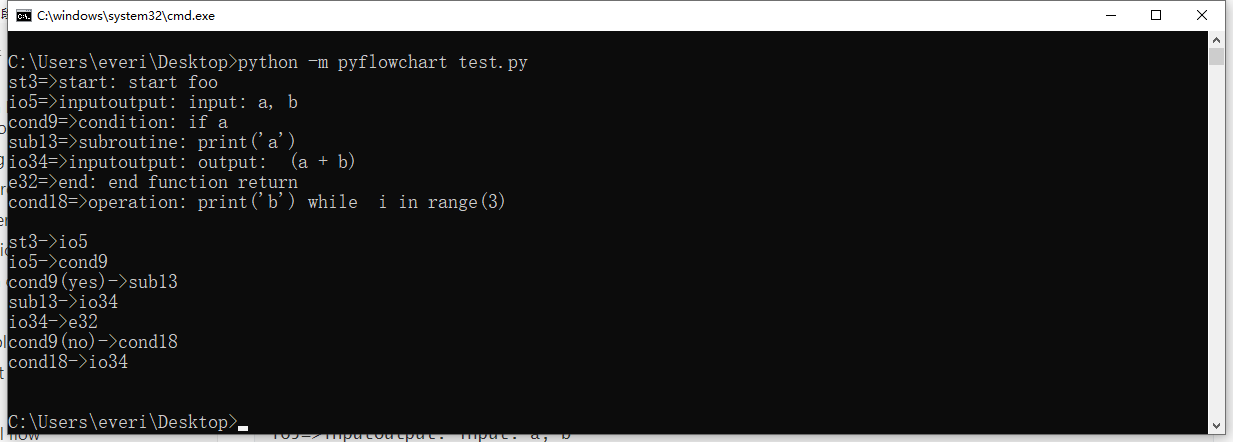 C:\windows\system32\cmd.exe
C:\Users\everi\Desktop>python -m pyflowchart test.py
st3=>start: start foo
io5=>inputoutput: input: a, b
cond9=>condition: if a
sub13=>subroutine: print('a')
io34=>inputoutput: output:  (a + b)
e32=>end: end function return
cond18=>operation: print('b') while  i in range(3)
st3->io5
io5->cond9
cond9(yes)->sub13
sub13->io34
io34->e32
cond9(no)->cond18
cond18->io34
C:\Users\everi\Desktop>